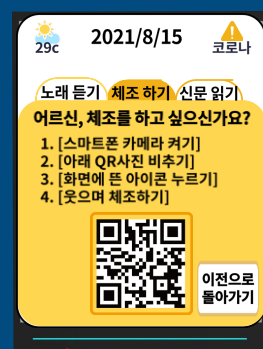 29c
2021/8/15
코로나
노래 듣기
체조 하기
신문 읽기
어르신, 체조를 하고 싶으신가요?
1. [스마트폰 카메라 켜기]
2. [아래 QR사진 비추기]
3. [화면에 뜬 아이콘 누르기]
4. [웃으며 체조하기]
이전으로
돌아가기